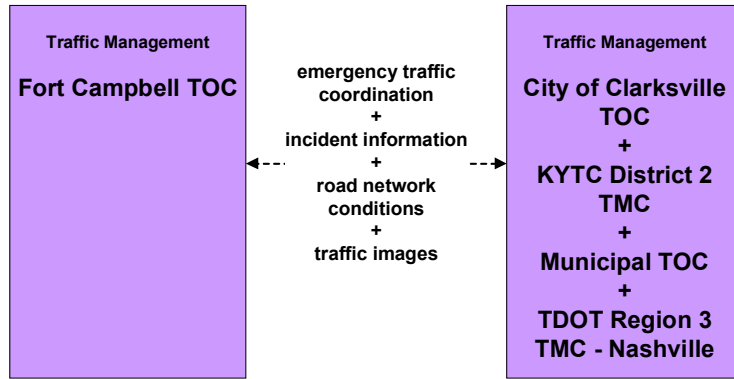 Traffic Management
Fort Campbell TOC
emergency traffic
coordination
+
incident information
+
road network
conditions
+
traffic images
Traffic Management
City of Clarksville
TOC
+
KYTC District 2
TMC
+
Municipal TOC
+
TDOT Region 3
TMC - Nashville